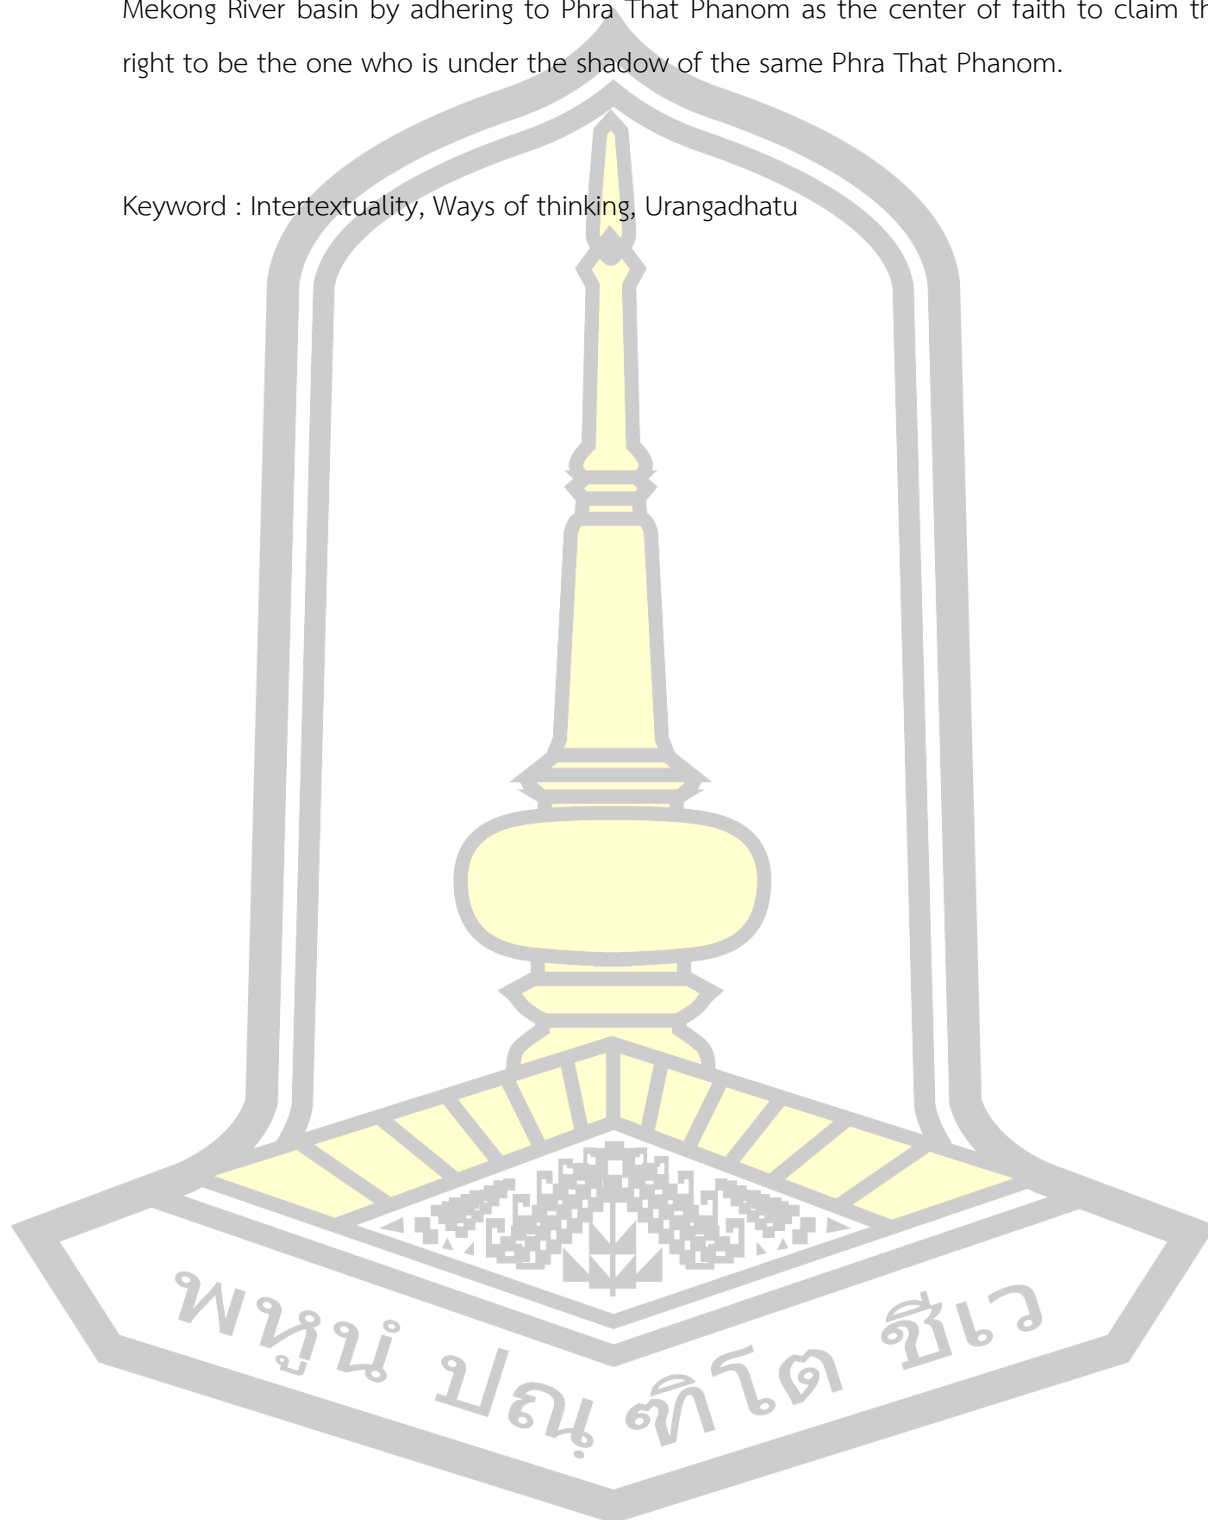 Mekong River basin by adhering to Phra That Phanom as the center of faith to claim th
right to be the one who is under the shadow of the same Phra That Phanom.
Keyword : Intertextuality, Ways of thinking, Urangadhatu
พหูนํ ปณฺฑิโต ชีเว